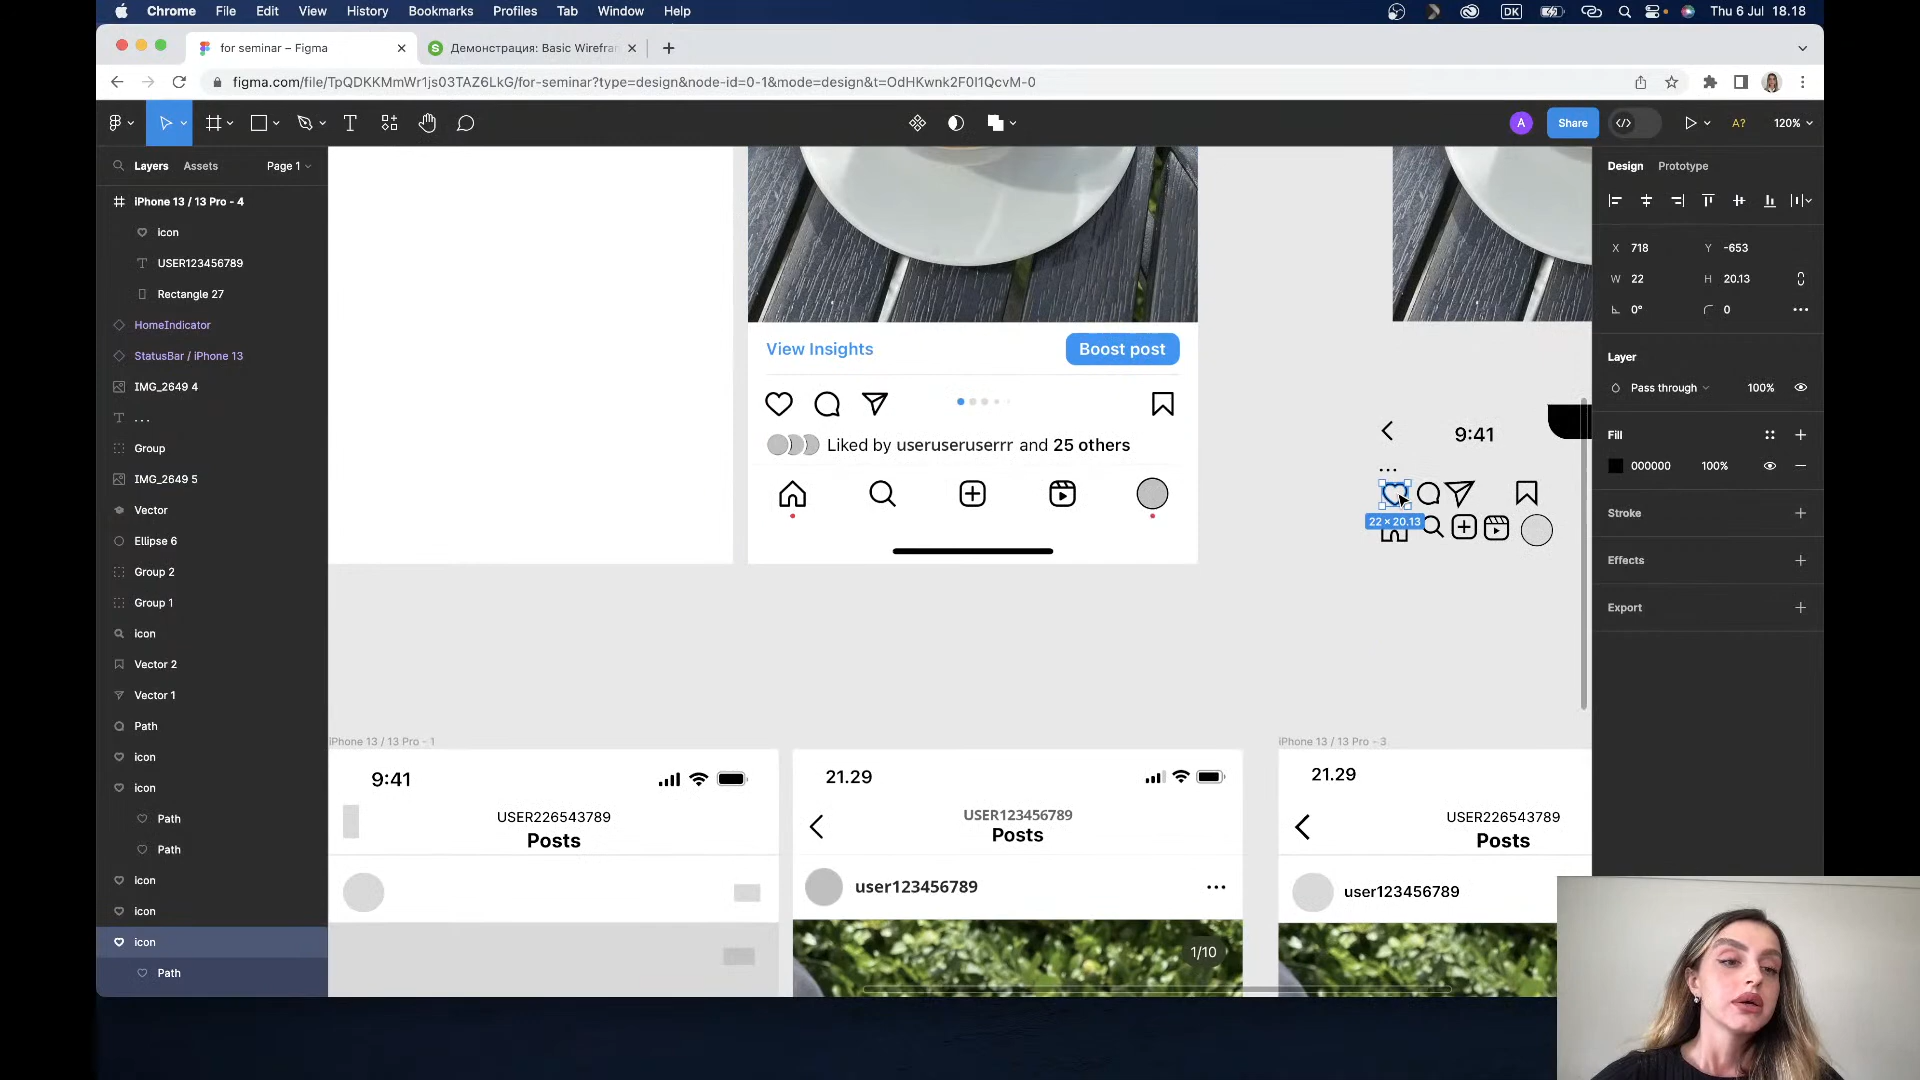 Chrome File Edit View History Bookmarks Profiles Tab Window Help DK Thu 6 Jul 18.18
for seminar – Figma
Демонстрация: Basic Wirefra
figma.com/file/TpQDKKMmWr1js03TAZ6LkG/for-seminar?type=design&node-id=0-1&mode=design&t=OdHKwnk2F0I1QcvM-0
A Share A? 120%
Layers Assets Page 1
iPhone 13 / 13 Pro - 4
icon
USER123456789
Rectangle 27
HomeIndicator
StatusBar / iPhone 13
IMG_2649 4
...
Group
IMG_2649 5
Vector
Ellipse 6
Group 2
Group 1
icon
Vector 2
Vector 1
Path
icon
icon
Path
Path
icon
icon
icon
Path
View Insights Boost post
Liked by useruseruserrr and 25 others
9:41
...
22 × 20.13
iPhone 13 / 13 Pro - 1
9:41
USER226543789
Posts
21.29
USER123456789
Posts
user123456789 ...
1/10
iPhone 13 / 13 Pro - 3
21.29
USER226543789
Posts
user123456789
Design Prototype
X 718 Y -653
W 22 H 20.13
0° 0
Layer
Pass through 100%
Fill
000000 100%
Stroke
Effects
Export